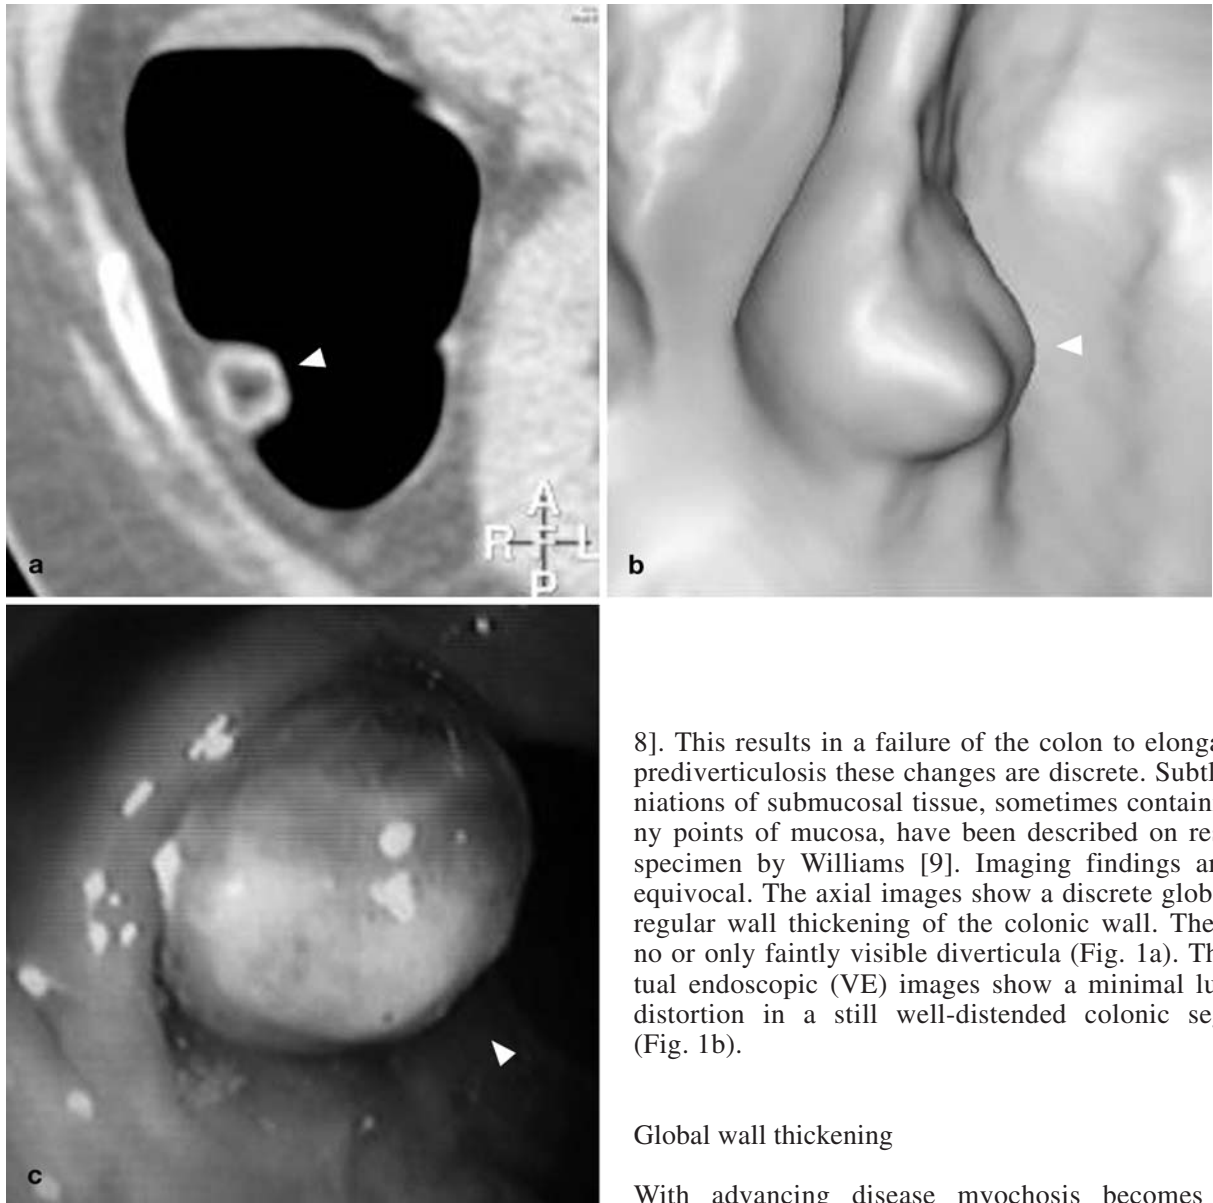 a
A
R
F
L
P
b
c
8]. This results in a failure of the colon to elonga
prediverticulosis these changes are discrete. Subtl
niations of submucosal tissue, sometimes contain
ny points of mucosa, have been described on re
specimen by Williams [9]. Imaging findings ar
equivocal. The axial images show a discrete glob
regular wall thickening of the colonic wall. The
no or only faintly visible diverticula (Fig. 1a). Th
tual endoscopic (VE) images show a minimal lu
distortion in a still well-distended colonic se
(Fig. 1b).
Global wall thickening
With advancing disease myochosis becomes